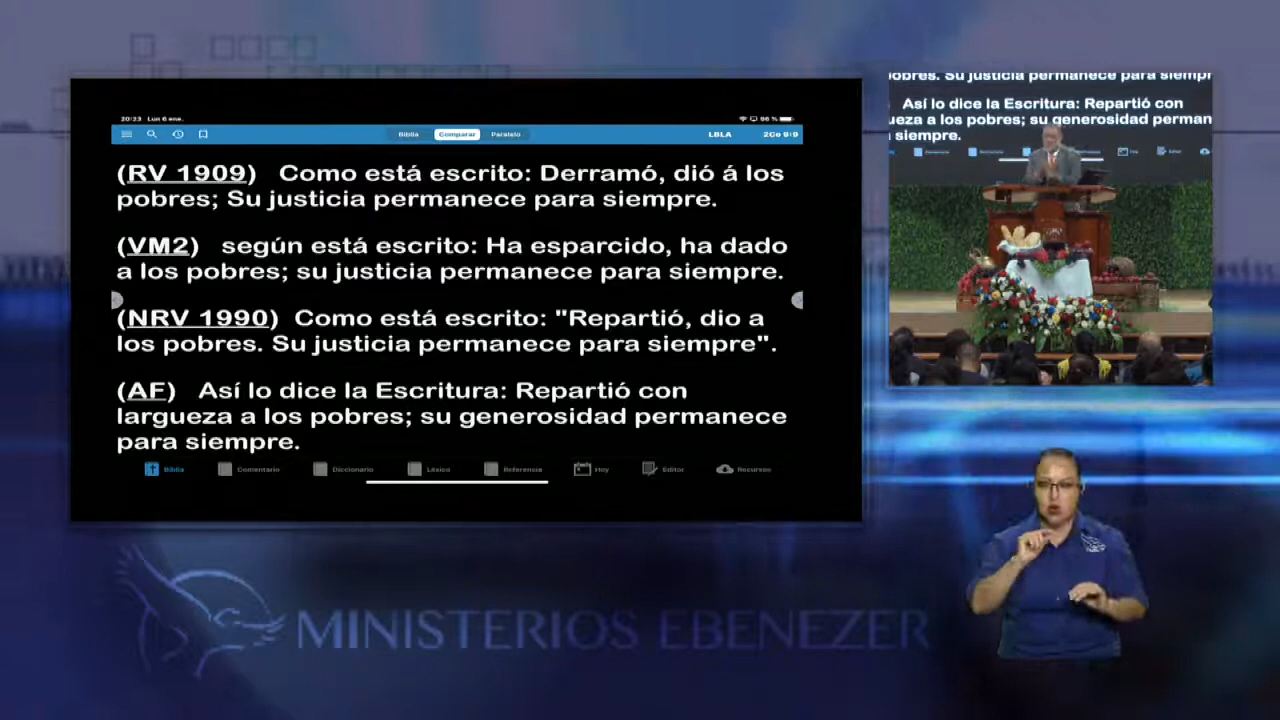 20:23 Lun 6 ene.
96 %
Biblia Comparar Paralelo
LBLA 2Co 9:9
(RV 1909) Como está escrito: Derramó, dió á los
pobres; Su justicia permanece para siempre.
(VM2) según está escrito: Ha esparcido, ha dado
a los pobres; su justicia permanece para siempre.
(NRV 1990) Como está escrito: "Repartió, dio a
los pobres. Su justicia permanece para siempre".
(AF) Así lo dice la Escritura: Repartió con
largueza a los pobres; su generosidad permanece
para siempre.
Biblia Comentario Diccionario Léxico Referencia Hoy Editor Recursos
pobres. Su justicia permanece para siempr
Así lo dice la Escritura: Repartió con
ueza a los pobres; su generosidad perman
siempre.
MINISTERIOS EBENEZER